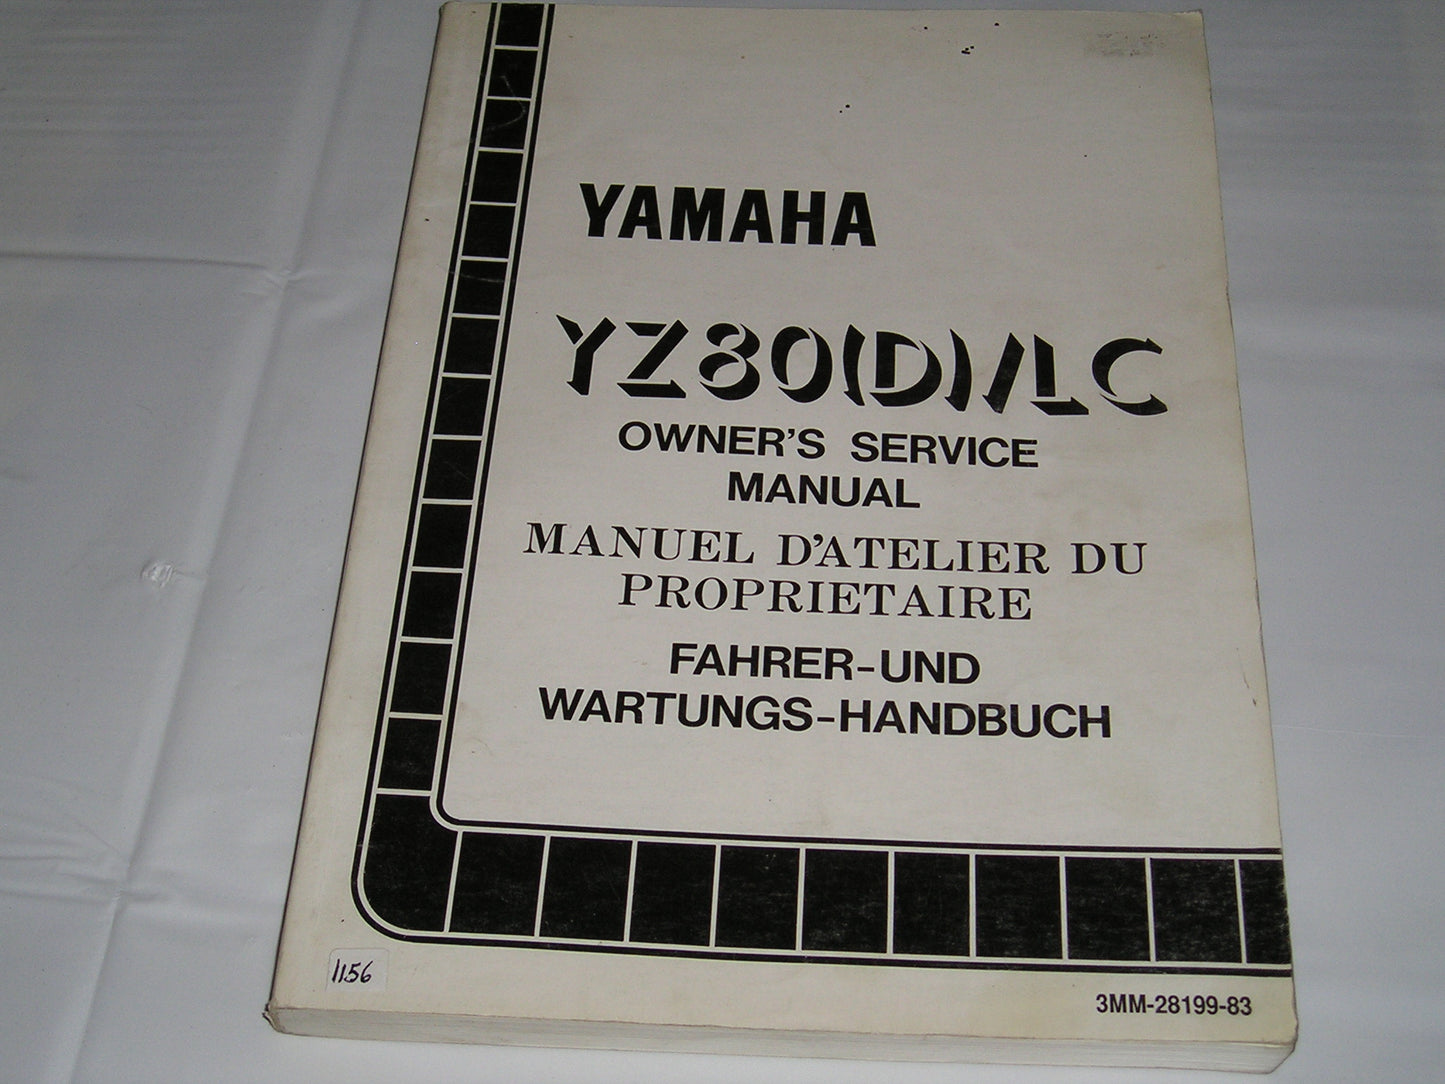 YAMAHA
YZ80(D)/LC
OWNER'S SERVICE
MANUAL
MANUEL D'ATELIER DU
PROPRIETAIRE
FAHRER-UND
WARTUNGS-HANDBUCH
1156
3MM-28199-83